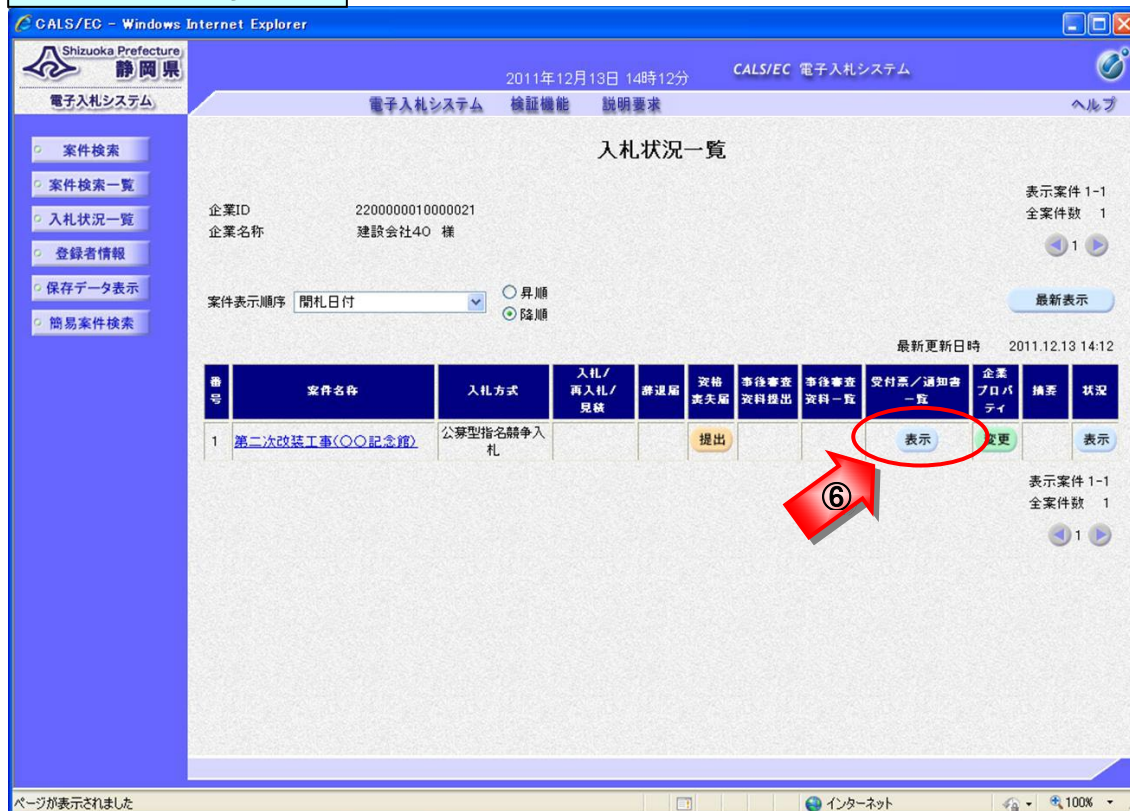 CALS/EC - Windows Internet Explorer
Shizuoka Prefecture
静岡県
電子入札システム
2011年12月13日 14時12分
CALS/EC 電子入札システム
電子入札システム 検証機能 説明要求
ヘルプ
案件検索
案件検索一覧
入札状況一覧
登録者情報
保存データ表示
簡易案件検索
入札状況一覧
表示案件 1-1
全案件数 1
1
企業ID 2200000010000021
企業名称 建設会社40 様
案件表示順序 開札日付
昇順
降順
最新表示
最新更新日時 2011.12.13 14:12
番号 案件名称 入札方式 入札/再入札/見積 辞退届 資格喪失届 事後審査資料提出 事後審査資料一覧 受付票/通知書一覧 企業プロパティ 摘要 状況
1 第二次改装工事(〇〇記念館) 公募型指名競争入札 提出 表示 変更 表示
⑥
表示案件 1-1
全案件数 1
1
ページが表示されました
インターネット
100%